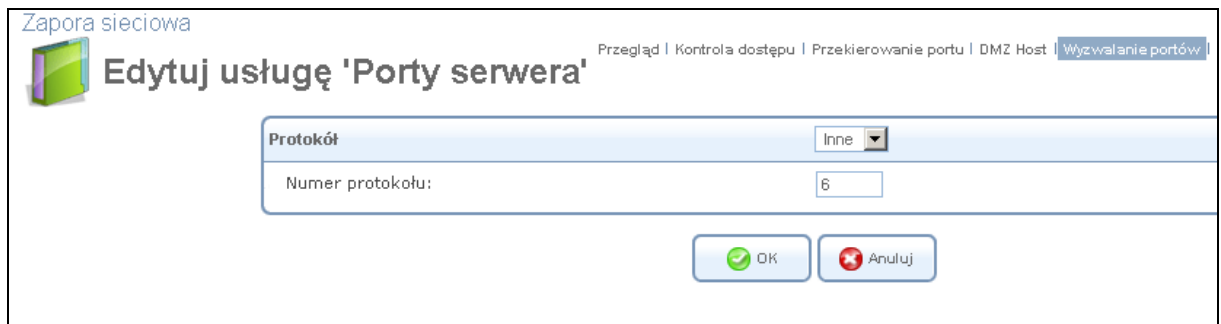 Zapora sieciowa
Przegląd | Kontrola dostępu | Przekierowanie portu | DMZ Host | Wyzwalanie portów |
Edytuj usługę 'Porty serwera'
Protokół Inne
Numer protokołu: 6
OK Anuluj